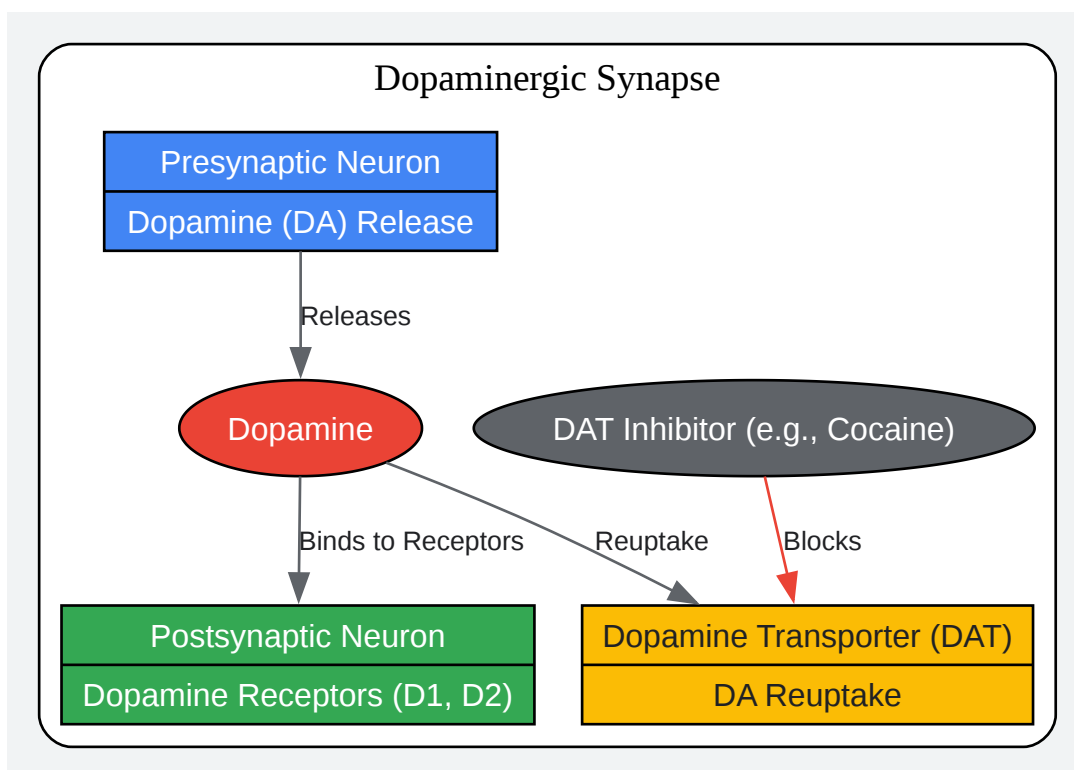 Dopaminergic Synapse
Presynaptic Neuron
Dopamine (DA) Release
Releases
Dopamine
DAT Inhibitor (e.g., Cocaine)
Binds to Receptors
Reuptake
Blocks
Postsynaptic Neuron
Dopamine Receptors (D1, D2)
Dopamine Transporter (DAT)
DA Reuptake